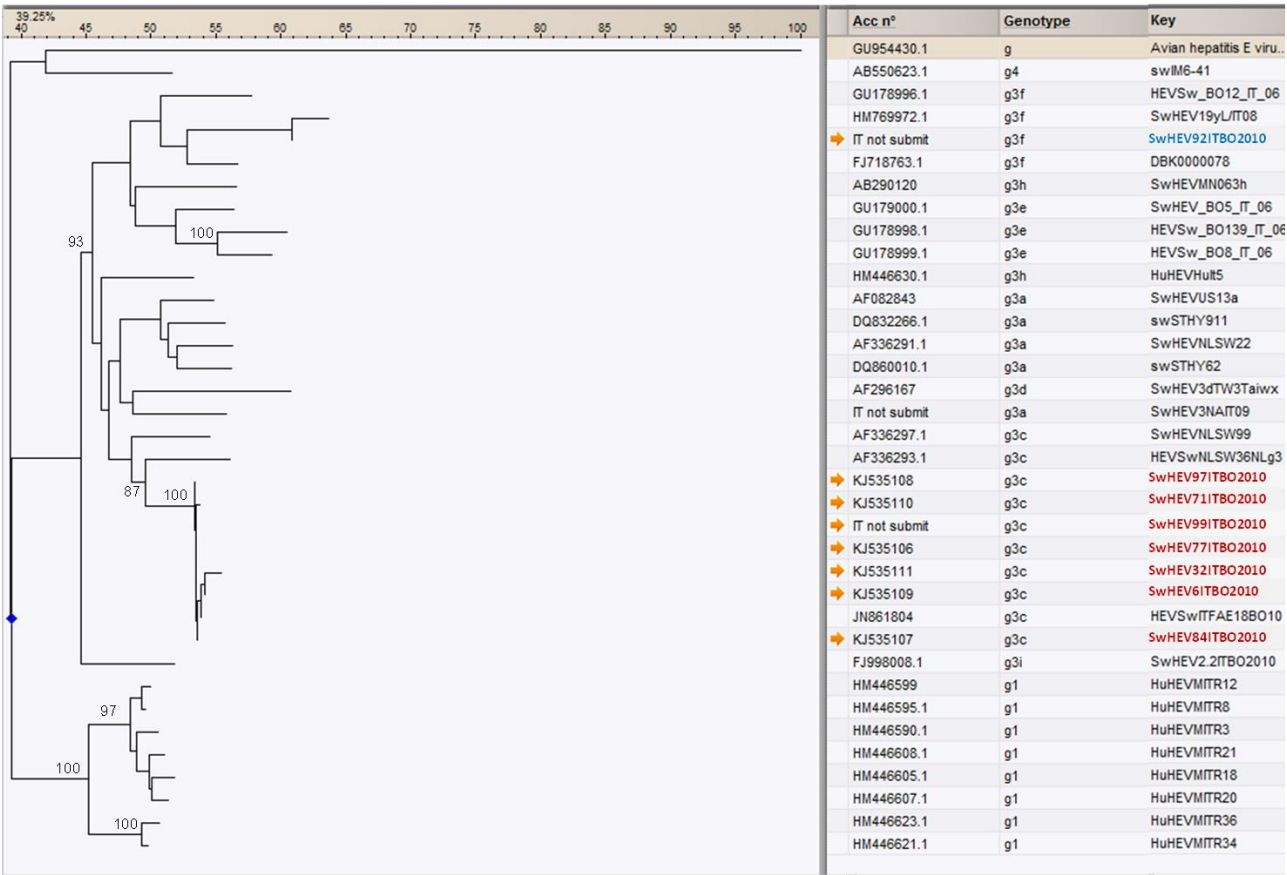 39.25%
40 45 50 55 60 65 70 75 80 85 90 95 100
Acc nº Genotype Key
GU954430.1 g Avian hepatitis E viru...
AB550623.1 g4 swIM6-41
GU178996.1 g3f HEVSw_BO12_IT_06
HM769972.1 g3f SwHEV19yL/IT08
IT not submit g3f SwHEV92ITBO2010
FJ718763.1 g3f DBK0000078
AB290120 g3h SwHEVMN063h
GU179000.1 g3e SwHEV_BO5_IT_06
93 100 GU178998.1 g3e HEVSw_BO139_IT_06
GU178999.1 g3e HEVSw_BO8_IT_06
HM446630.1 g3h HuHEVHult5
AF082843 g3a SwHEVUS13a
DQ832266.1 g3a swSTHY911
AF336291.1 g3a SwHEVNLSW22
DQ860010.1 g3a swSTHY62
AF296167 g3d SwHEV3dTW3Taiwx
IT not submit g3a SwHEV3NAIT09
AF336297.1 g3c SwHEVNLSW99
AF336293.1 g3c HEVSwNLSW36NLg3
87 100 KJ535108 g3c SwHEV97ITBO2010
KJ535110 g3c SwHEV71ITBO2010
IT not submit g3c SwHEV99ITBO2010
KJ535106 g3c SwHEV77ITBO2010
KJ535111 g3c SwHEV32ITBO2010
KJ535109 g3c SwHEV6ITBO2010
JN861804 g3c HEVSwITFAE18BO10
KJ535107 g3c SwHEV84ITBO2010
FJ998008.1 g3i SwHEV2.2ITBO2010
HM446599 g1 HuHEVMITR12
97 HM446595.1 g1 HuHEVMITR8
HM446590.1 g1 HuHEVMITR3
HM446608.1 g1 HuHEVMITR21
100 HM446605.1 g1 HuHEVMITR18
HM446607.1 g1 HuHEVMITR20
100 HM446623.1 g1 HuHEVMITR36
HM446621.1 g1 HuHEVMITR34